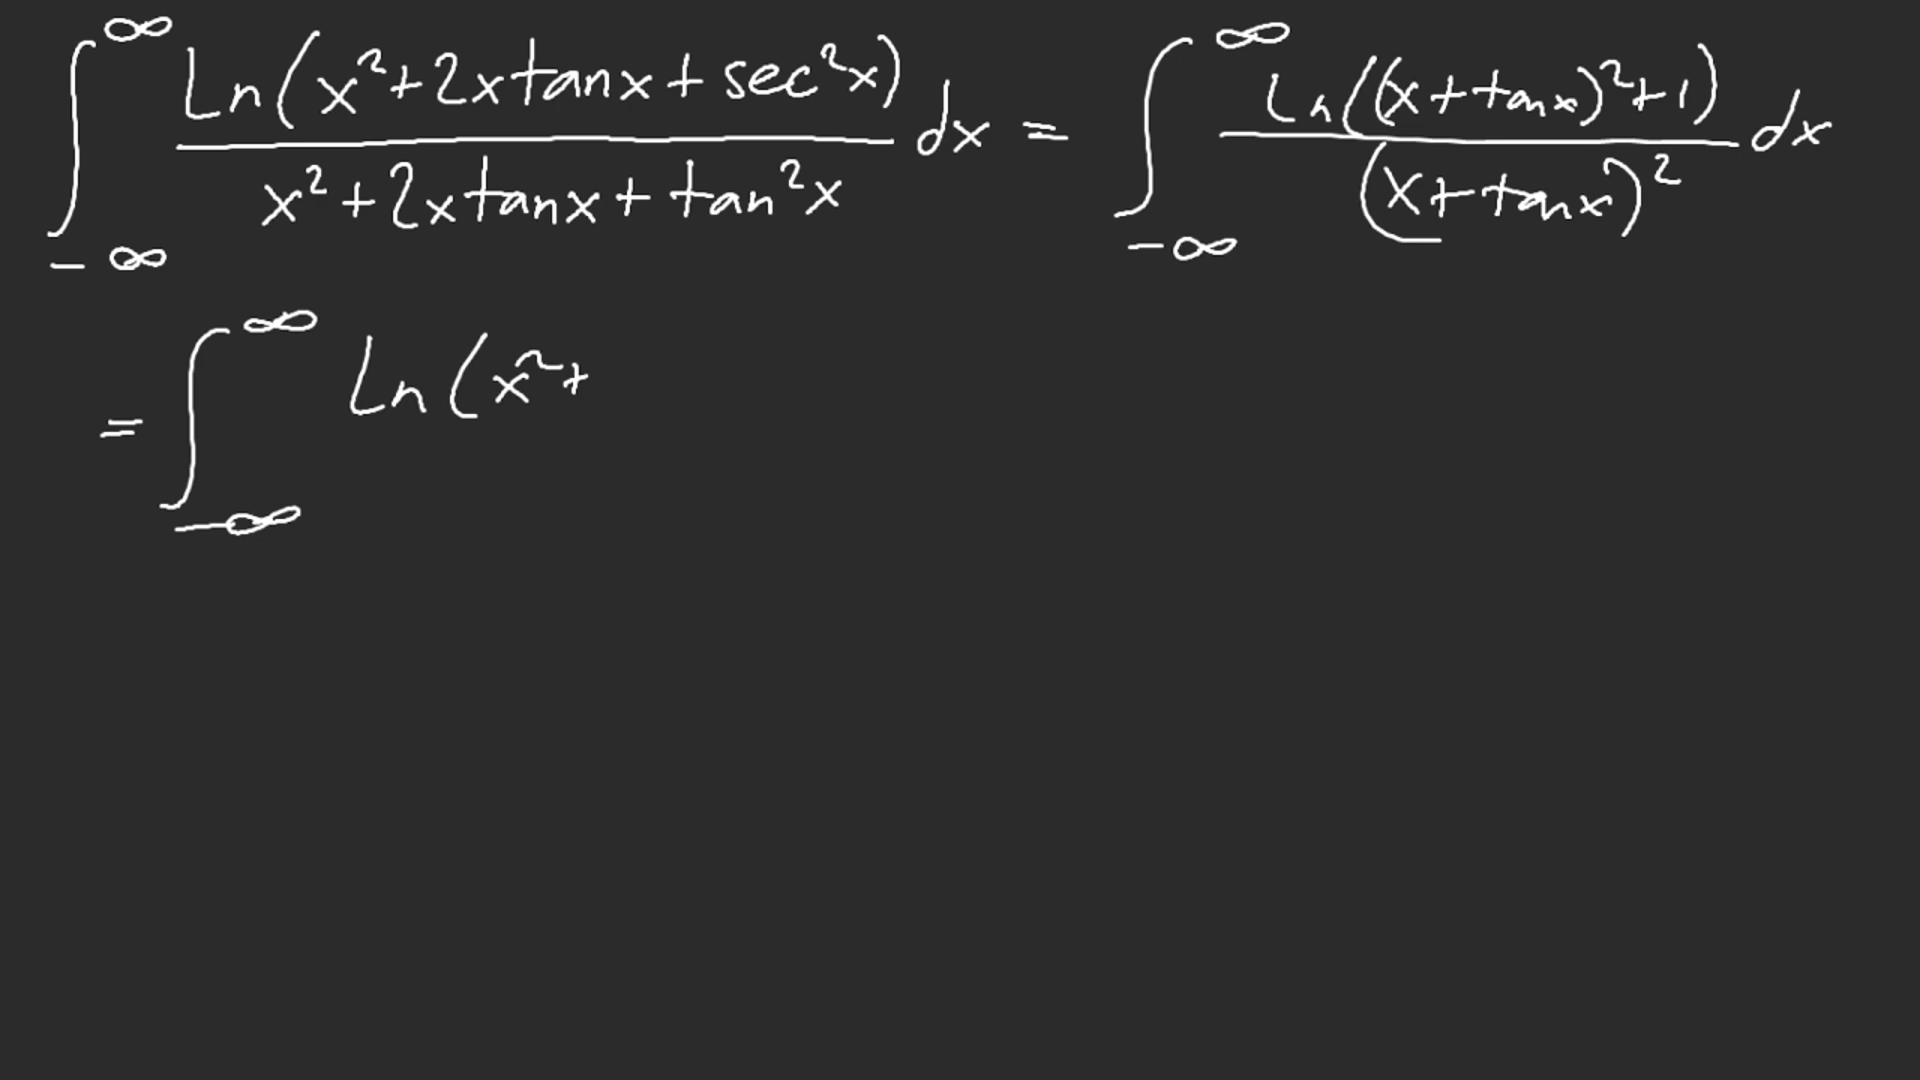 ∫_{-∞}^{∞} Ln(x²+2xtanx+sec²x) / (x²+2xtanx+tan²x) dx = ∫_{-∞}^{∞} Ln((x+tanx)²+1) / (x+tanx)² dx
= ∫_{-∞}^{∞} Ln(x²+